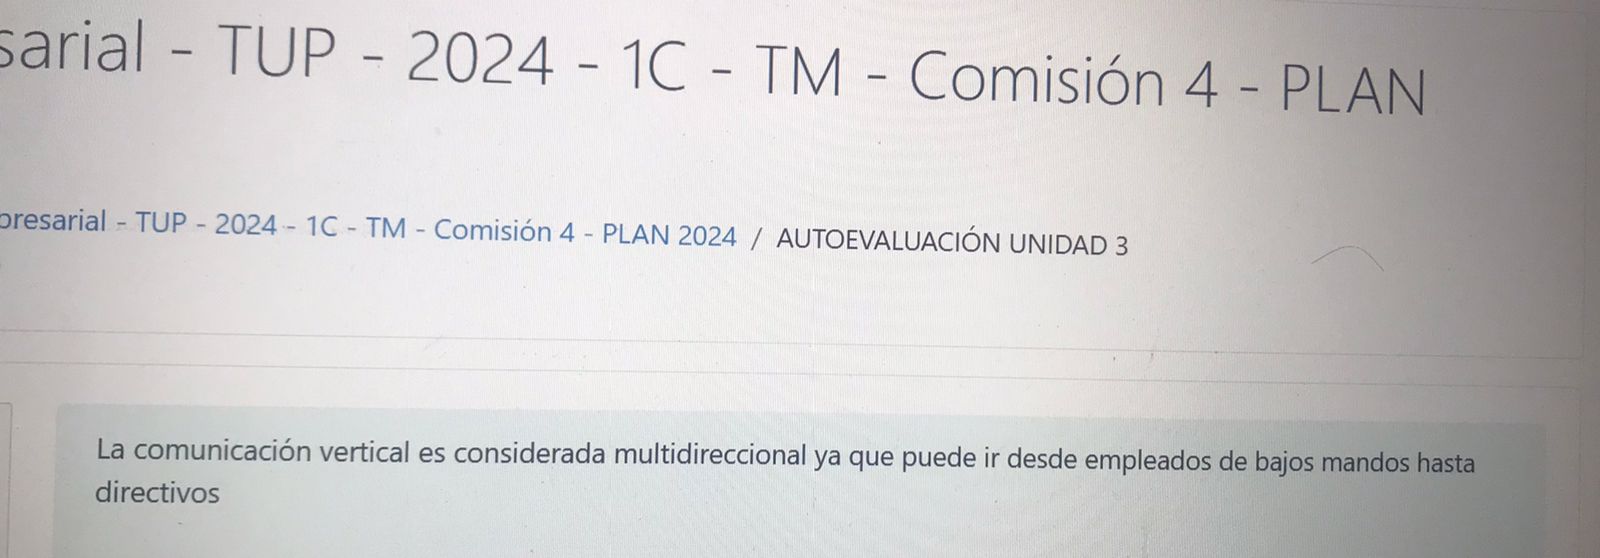 sarial - TUP - 2024 - 1C - TM - Comisión 4 - PLAN
presarial - TUP - 2024 - 1C - TM - Comisión 4 - PLAN 2024 / AUTOEVALUACIÓN UNIDAD 3
La comunicación vertical es considerada multidireccional ya que puede ir desde empleados de bajos mandos hasta
directivos